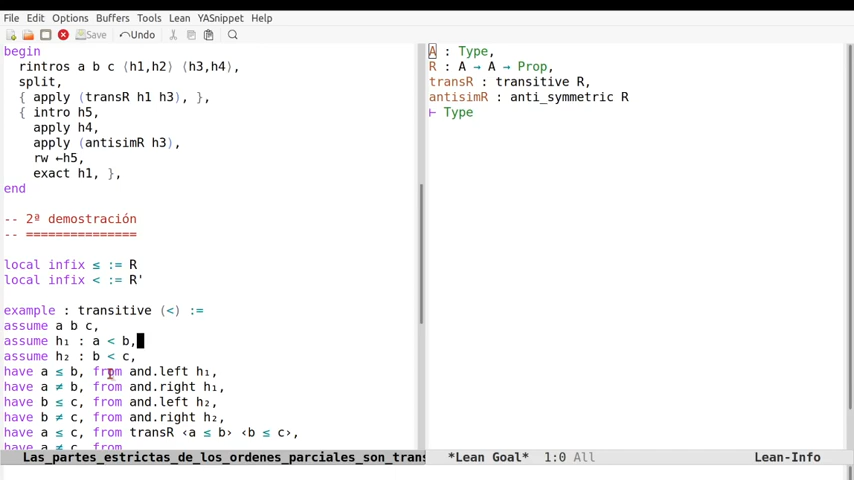 File Edit Options Buffers Tools Lean YASnippet Help
Save Undo
begin
rintros a b c ⟨h1,h2⟩ ⟨h3,h4⟩,
split,
{ apply (transR h1 h3), },
{ intro h5,
apply h4,
apply (antisimR h3),
rw ←h5,
exact h1, },
end
-- 2ª demostración
-- ===============
local infix ≤ := R
local infix < := R'
example : transitive (<) :=
assume a b c,
assume h₁ : a < b,
assume h₂ : b < c,
have a ≤ b, from and.left h₁,
have a ≠ b, from and.right h₁,
have b ≤ c, from and.left h₂,
have b ≠ c, from and.right h₂,
have a ≤ c, from transR ‹a ≤ b› ‹b ≤ c›,
have a ≠ c, from
Las_partes_estrictas_de_los_ordenes_parciales_son_trans
A : Type,
R : A → A → Prop,
transR : transitive R,
antisimR : anti_symmetric R
⊢ Type
*Lean Goal* 1:0 All Lean-Info